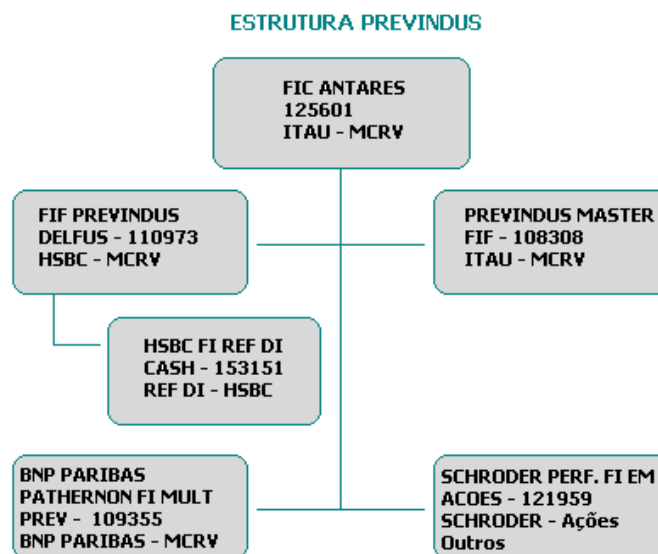 ESTRUTURA PREVINDUS
FIC ANTARES
125601
ITAU - MCRV
FIF PREVINDUS
DELFUS - 110973
HSBC - MCRV
PREVINDUS MASTER
FIF - 108308
ITAU - MCRV
HSBC FI REF DI
CASH - 153151
REF DI - HSBC
BNP PARIBAS
PATHERNON FI MULT
PREV - 109355
BNP PARIBAS - MCRV
SCHRODER PERF. FI EM
ACOES - 121959
SCHRODER - Ações
Outros